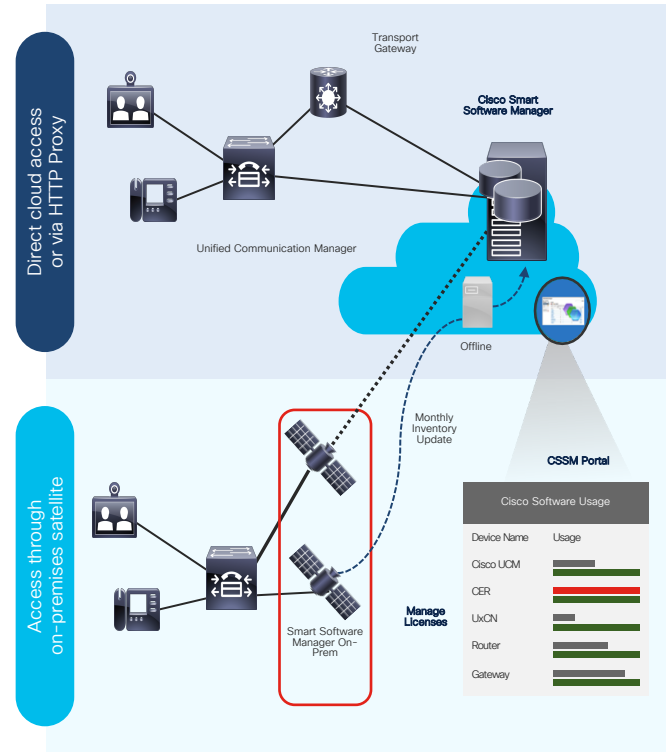 Direct cloud access
or via HTTP Proxy
Transport
Gateway
Cisco Smart
Software Manager
Unified Communication Manager
Offline
Access through
on-premises satellite
Monthly
Inventory
Update
CSSM Portal
Smart Software
Manager On-
Prem
Manage
Licenses
Cisco Software Usage
Device Name Usage
Cisco UCM
CER
UxCN
Router
Gateway